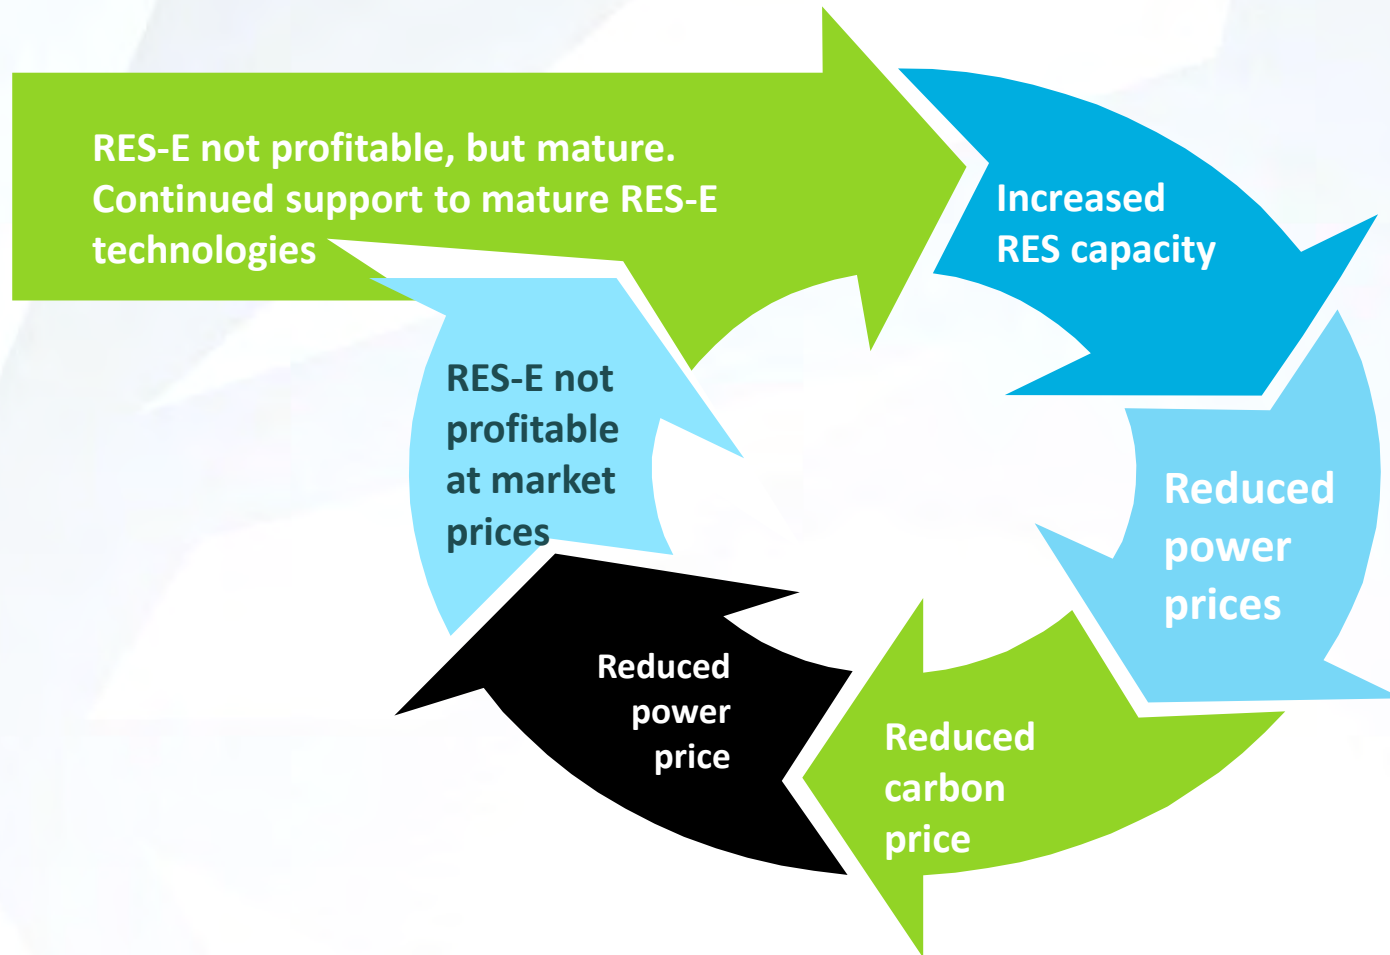 RES-E not profitable, but mature.
Continued support to mature RES-E
technologies
Increased
RES capacity
Reduced
power
prices
Reduced
carbon
price
Reduced
power
price
RES-E not
profitable
at market
prices